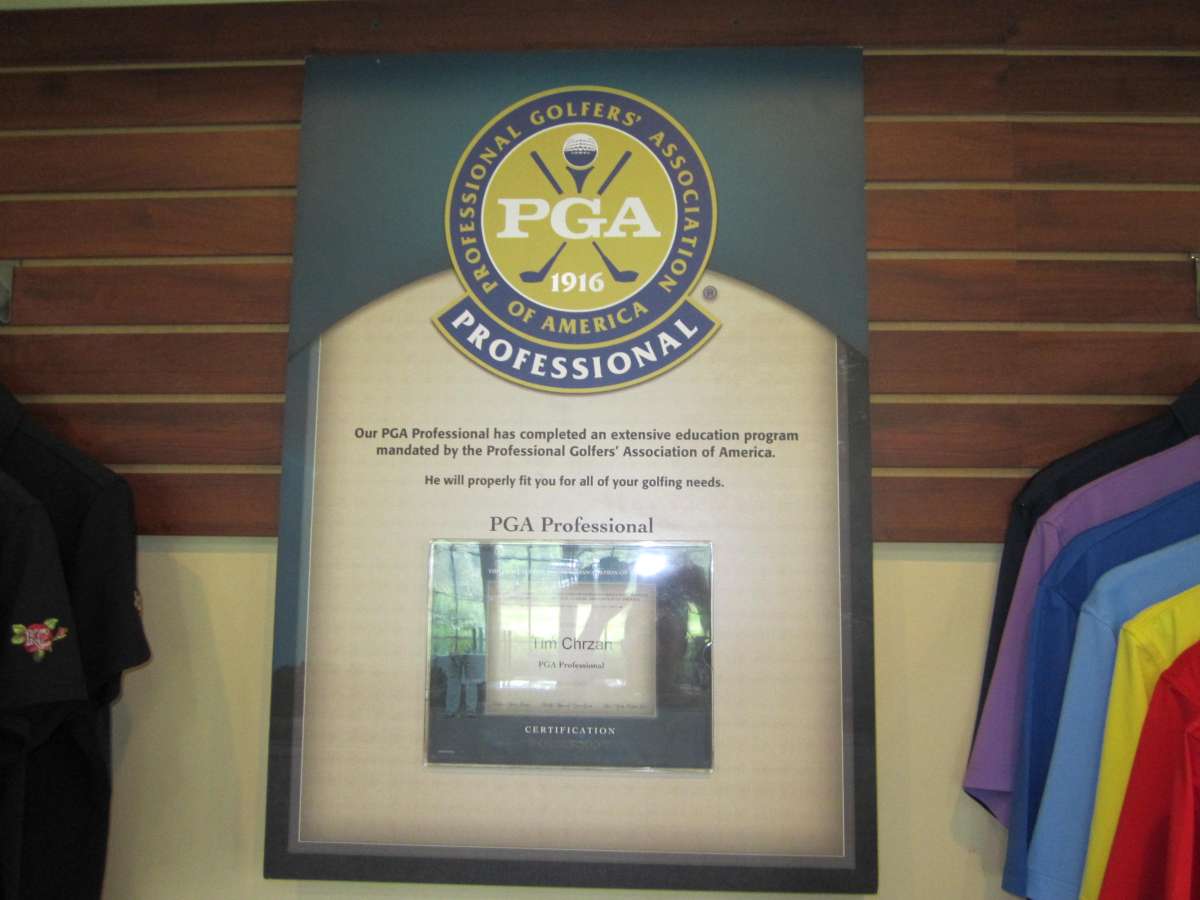 PROFESSIONAL GOLFERS' ASSOCIATION
OF AMERICA
PGA
1916
PROFESSIONAL
®
Our PGA Professional has completed an extensive education program
mandated by the Professional Golfers' Association of America.
He will properly fit you for all of your golfing needs.
PGA Professional
Tim Chrzan
PGA Professional
CERTIFICATION